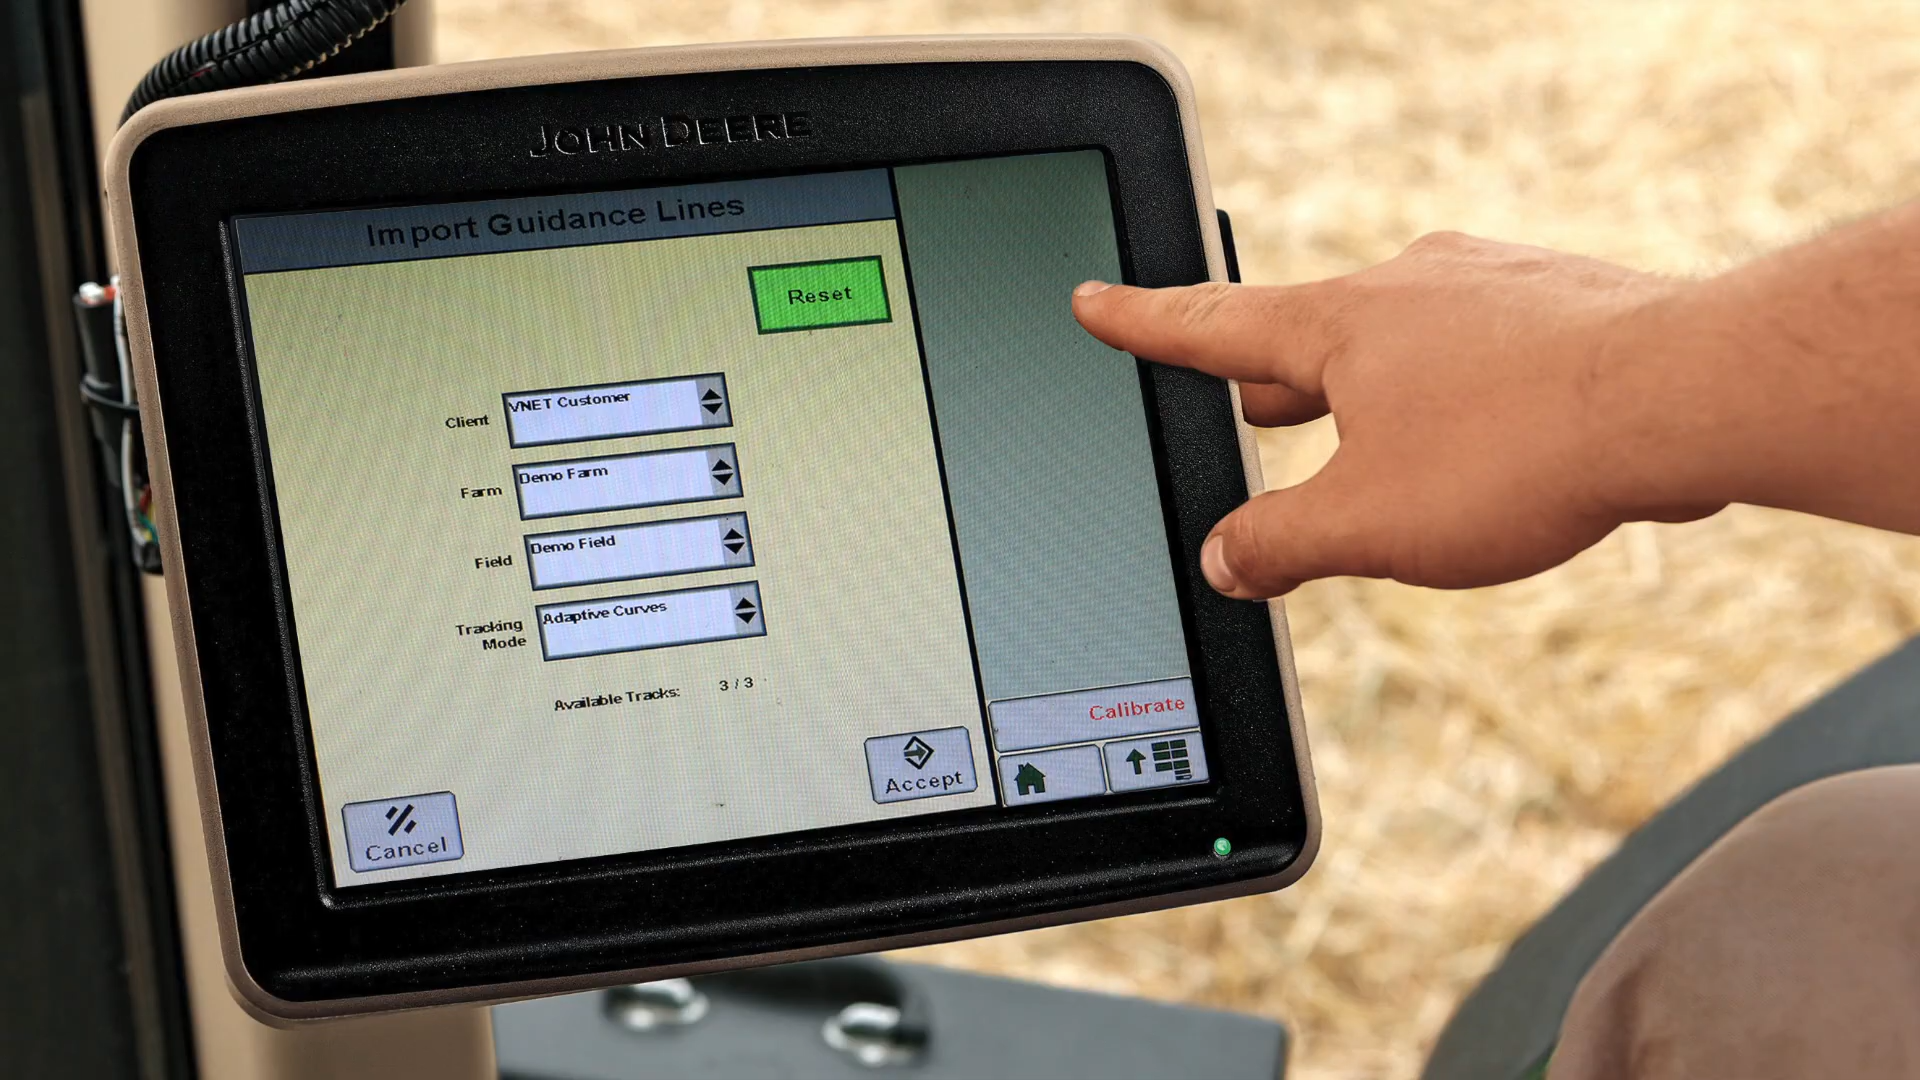 JOHN DEERE
Import Guidance Lines
Reset
Client VNET Customer
Farm Demo Farm
Field Demo Field
Tracking Mode Adaptive Curves
Available Tracks: 3 / 3
Calibrate
Accept
Cancel